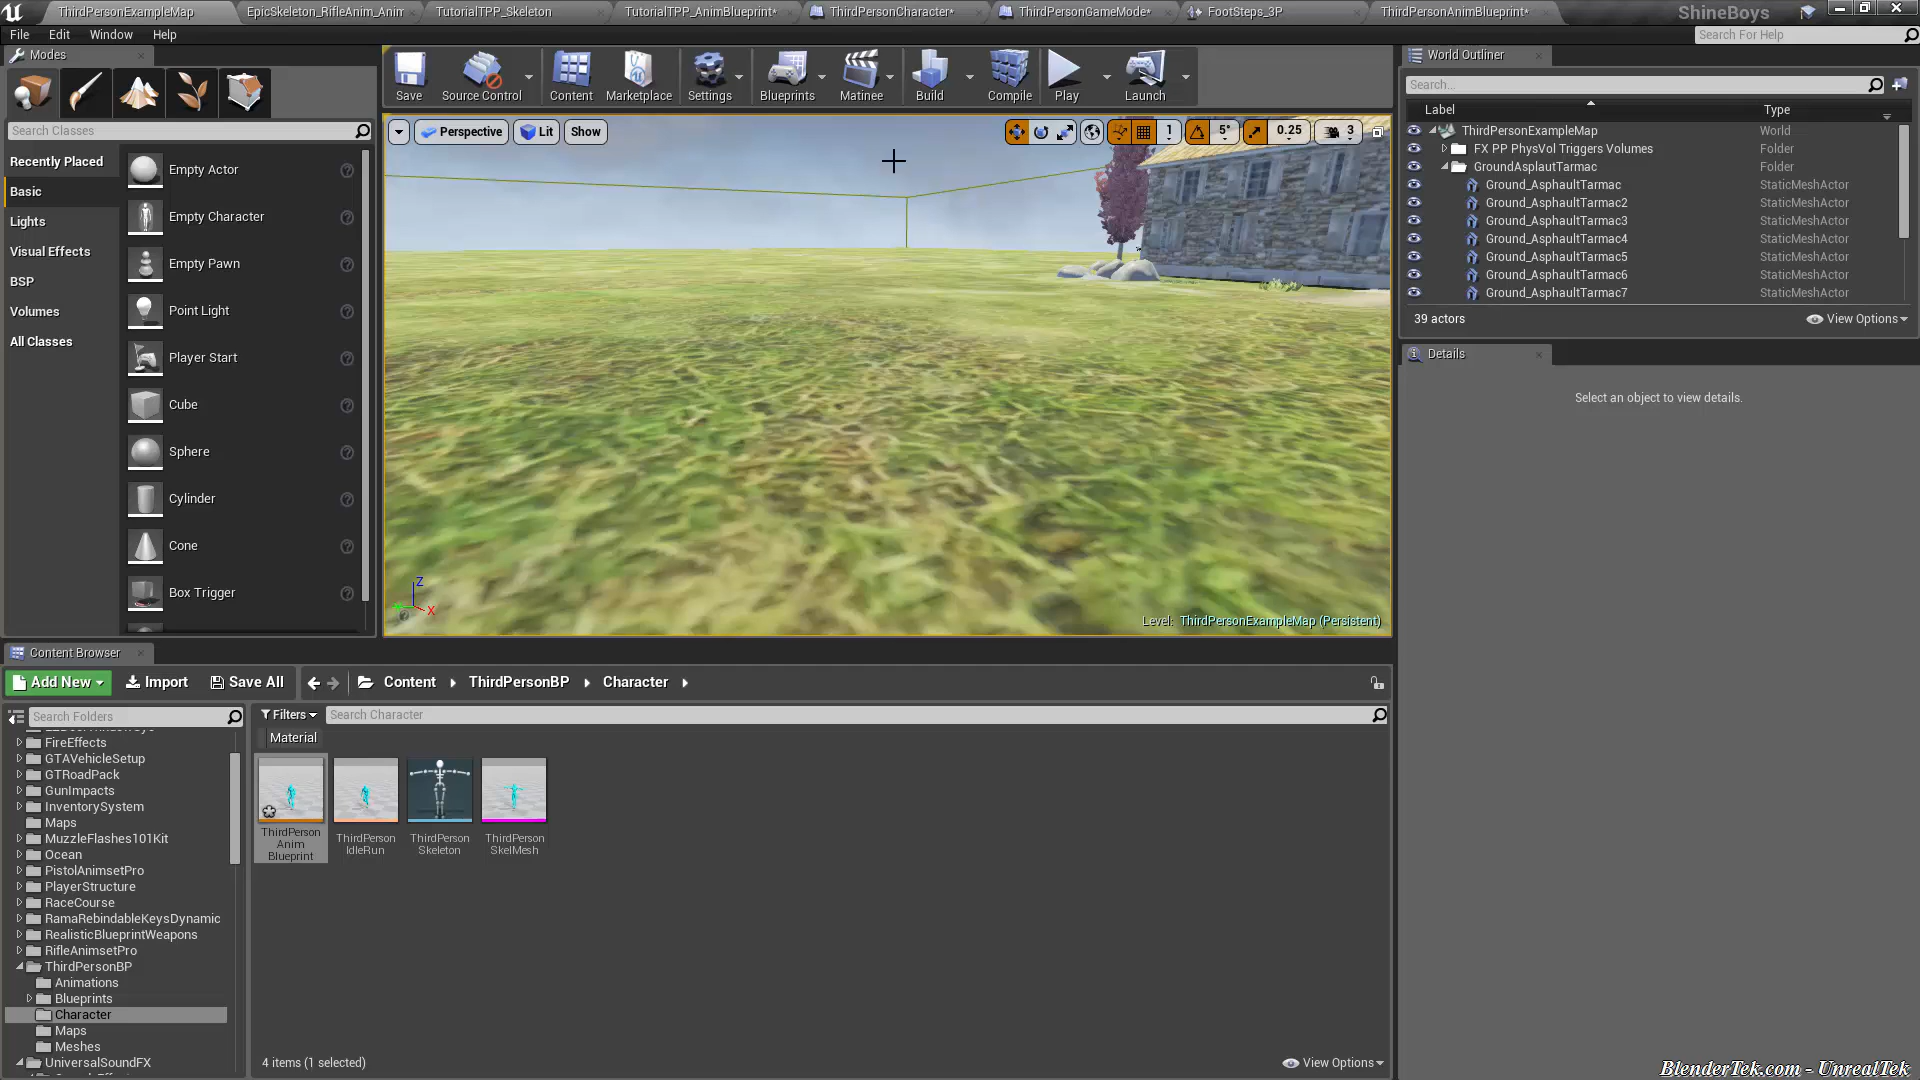 ThirdPersonExampleMap
EpicSkeleton_RifleAnim_Anim
TutorialTPP_Skeleton
TutorialTPP_AnimBlueprint*
ThirdPersonCharacter*
ThirdPersonGameMode*
FootSteps_3P
ThirdPersonAnimBlueprint*
ShineBoys
File Edit Window Help
Search For Help
Modes
Search Classes
Recently Placed
Basic
Lights
Visual Effects
BSP
Volumes
All Classes
Empty Actor
Empty Character
Empty Pawn
Point Light
Player Start
Cube
Sphere
Cylinder
Cone
Box Trigger
Save
Source Control
Content
Marketplace
Settings
Blueprints
Matinee
Build
Compile
Play
Launch
Perspective
Lit
Show
1
5°
0.25
3
Z
X
Level: ThirdPersonExampleMap (Persistent)
World Outliner
Search...
Label Type
ThirdPersonExampleMap World
FX PP PhysVol Triggers Volumes Folder
GroundAsplautTarmac Folder
Ground_AsphaultTarmac StaticMeshActor
Ground_AsphaultTarmac2 StaticMeshActor
Ground_AsphaultTarmac3 StaticMeshActor
Ground_AsphaultTarmac4 StaticMeshActor
Ground_AsphaultTarmac5 StaticMeshActor
Ground_AsphaultTarmac6 StaticMeshActor
Ground_AsphaultTarmac7 StaticMeshActor
39 actors
View Options
Details
Select an object to view details.
Content Browser
Add New
Import
Save All
Content
ThirdPersonBP
Character
Search Folders
FireEffects
GTAVehicleSetup
GTRoadPack
GunImpacts
InventorySystem
Maps
MuzzleFlashes101Kit
Ocean
PistolAnimsetPro
PlayerStructure
RaceCourse
RamaRebindableKeysDynamic
RealisticBlueprintWeapons
RifleAnimsetPro
ThirdPersonBP
Animations
Blueprints
Character
Maps
Meshes
UniversalSoundFX
Filters
Search Character
Material
ThirdPerson
Anim
Blueprint
ThirdPerson
IdleRun
ThirdPerson
Skeleton
ThirdPerson
SkelMesh
4 items (1 selected)
View Options
BlenderTek.com - UnrealTek